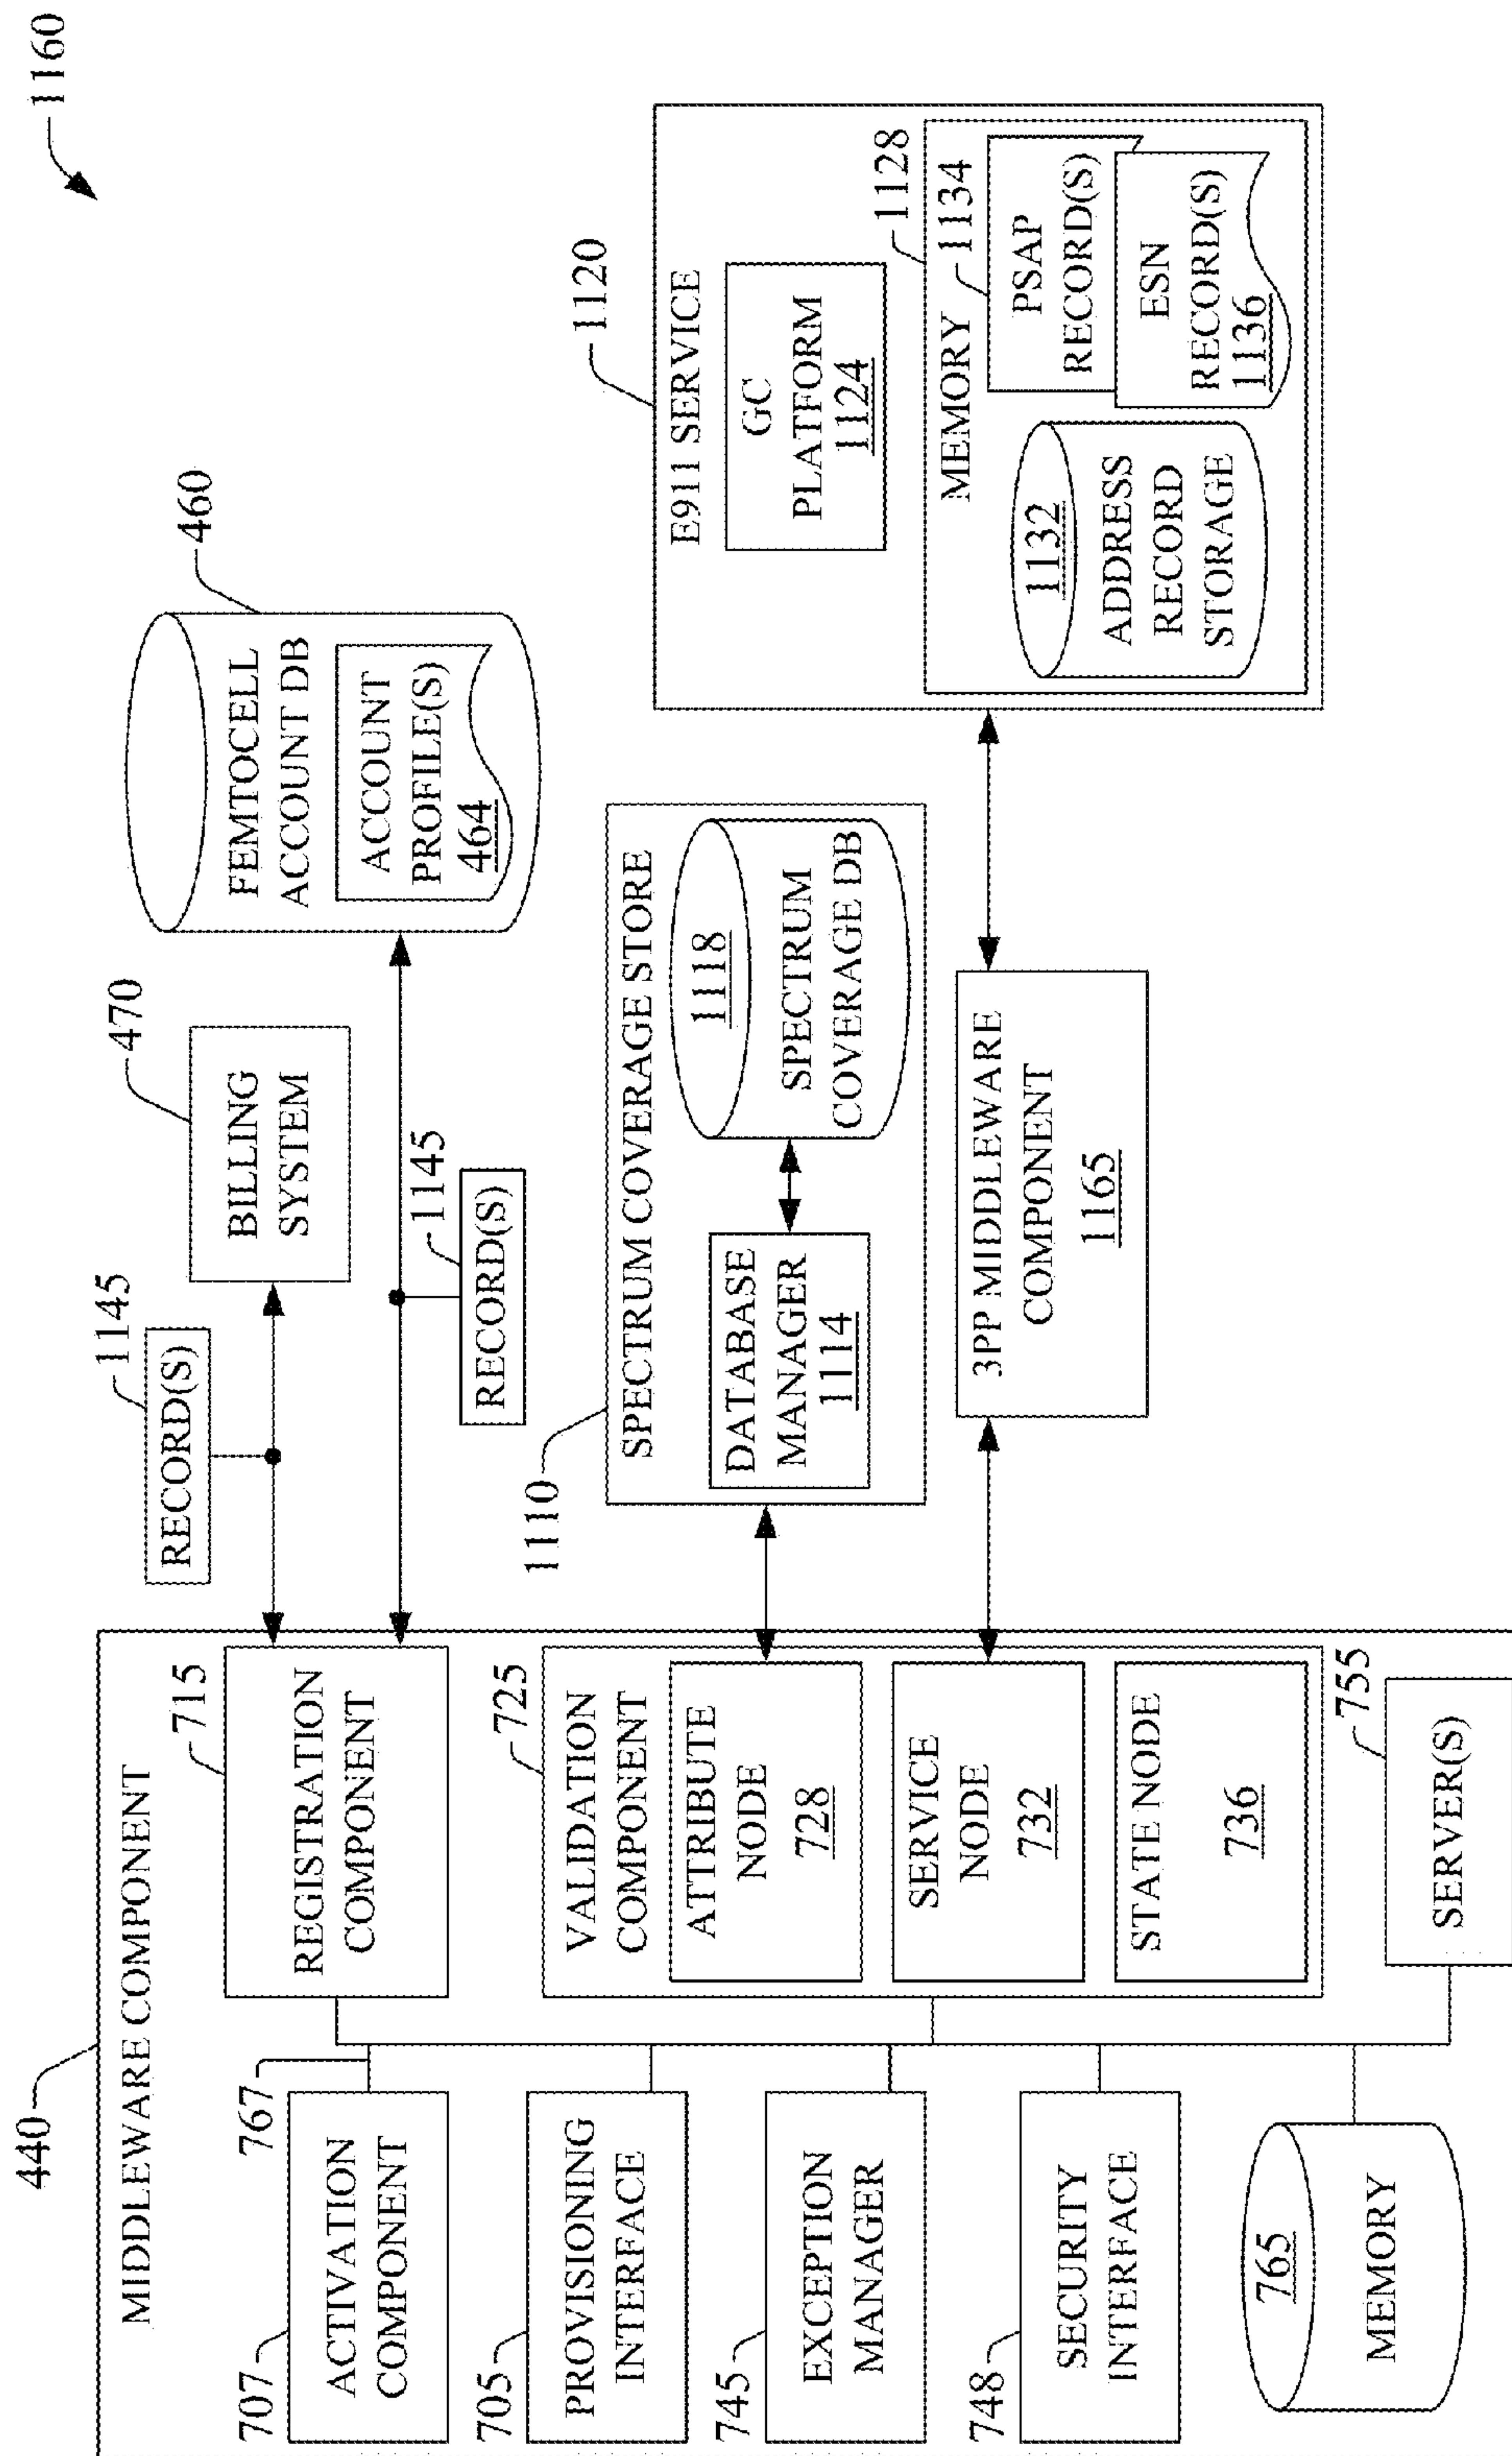 1160
440
MIDDLEWARE COMPONENT
707
ACTIVATION
COMPONENT
767
715
REGISTRATION
COMPONENT
705
PROVISIONING
INTERFACE
725
VALIDATION
COMPONENT
ATTRIBUTE
NODE
728
745
EXCEPTION
MANAGER
SERVICE
NODE
732
748
SECURITY
INTERFACE
STATE NODE
736
765
MEMORY
755
SERVER(S)
1145
RECORD(S)
470
BILLING
SYSTEM
1145
RECORD(S)
460
FEMTOCELL
ACCOUNT DB
ACCOUNT
PROFILE(S)
464
1110
SPECTRUM COVERAGE STORE
DATABASE
MANAGER
1114
1118
SPECTRUM
COVERAGE DB
3PP MIDDLEWARE
COMPONENT
1165
1120
E911 SERVICE
GC
PLATFORM
1124
1128
MEMORY
1134
1132
ADDRESS
RECORD
STORAGE
PSAP
RECORD(S)
ESN
RECORD(S)
1136